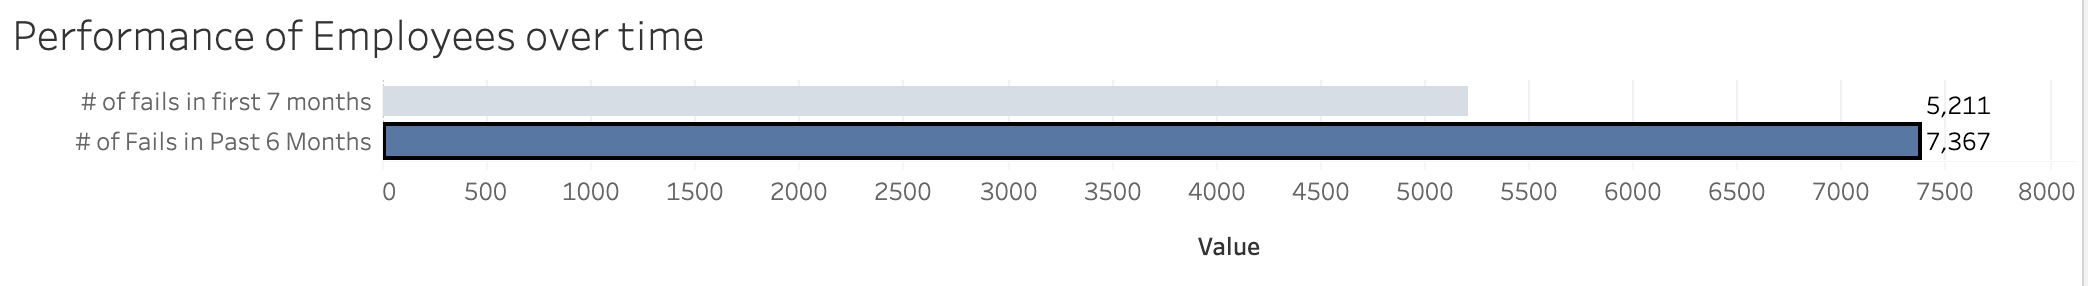 Performance of Employees over time
# of fails in first 7 months 5,211
# of Fails in Past 6 Months 7,367
0 500 1000 1500 2000 2500 3000 3500 4000 4500 5000 5500 6000 6500 7000 7500 8000
Value